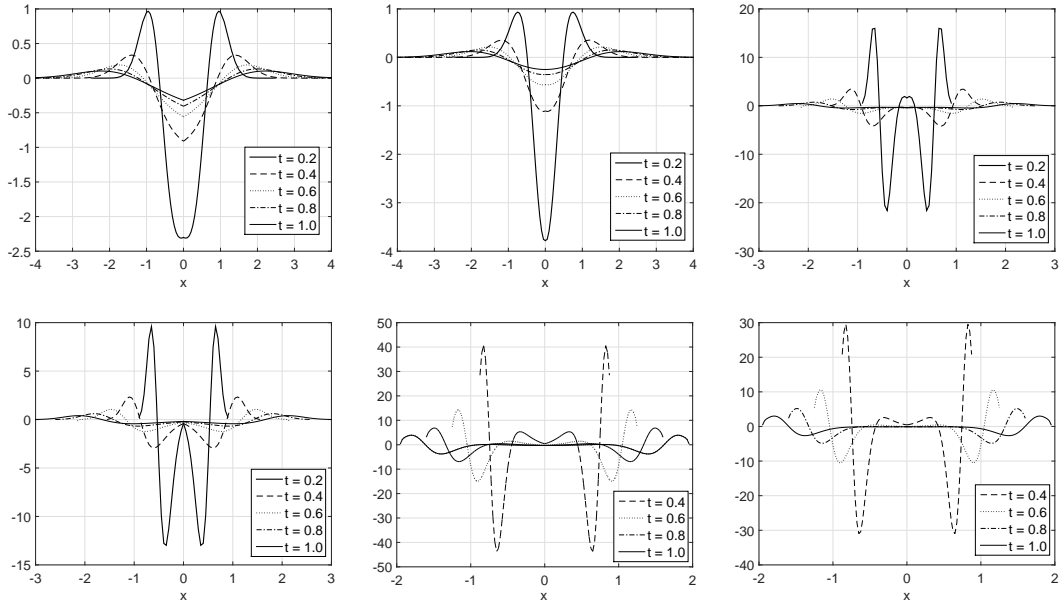 1
0.5
0
-0.5
-1
-1.5
-2
-2.5
-4 -3 -2 -1 0 1 2 3 4
x
t = 0.2
t = 0.4
t = 0.6
t = 0.8
t = 1.0
1
0
-1
-2
-3
-4
-4 -3 -2 -1 0 1 2 3 4
x
t = 0.2
t = 0.4
t = 0.6
t = 0.8
t = 1.0
20
10
0
-10
-20
-30
-3 -2 -1 0 1 2 3
x
t = 0.2
t = 0.4
t = 0.6
t = 0.8
t = 1.0
10
5
0
-5
-10
-15
-3 -2 -1 0 1 2 3
x
t = 0.2
t = 0.4
t = 0.6
t = 0.8
t = 1.0
50
40
30
20
10
0
-10
-20
-30
-40
-50
-2 -1 0 1 2
x
t = 0.4
t = 0.6
t = 0.8
t = 1.0
30
20
10
0
-10
-20
-30
-40
-2 -1 0 1 2
x
t = 0.4
t = 0.6
t = 0.8
t = 1.0